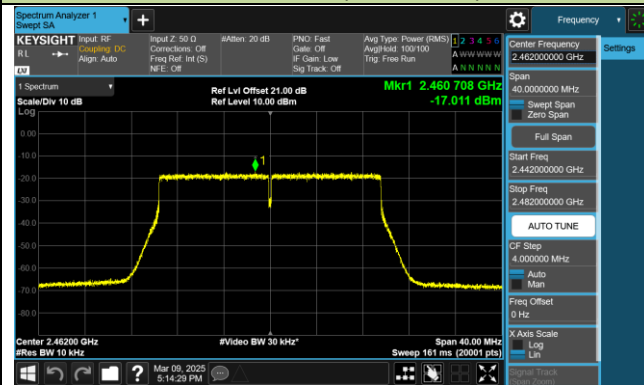 Spectrum Analyzer 1
Swept SA
Frequency
KEYSIGHT
RL
Input: RF
Coupling: DC
Align: Auto
Input Z: 50 Ω
Corrections: Off
Freq Ref: Int (S)
NFE: Off
#Atten: 20 dB
PNO: Fast
Gate: Off
IF Gain: Low
Sig Track: Off
Avg Type: Power (RMS)
Avg|Hold: 100/100
Trig: Free Run
1 2 3 4 5 6
A W W W W W
A N N N N N
LXI
1 Spectrum
Scale/Div 10 dB
Ref Lvl Offset 21.00 dB
Ref Level 10.00 dBm
Mkr1 2.460 708 GHz
-17.011 dBm
Log
0.00
-10.0
-20.0
-30.0
-40.0
-50.0
-60.0
-70.0
-80.0
1
Center 2.46200 GHz
#Res BW 10 kHz
#Video BW 30 kHz*
Span 40.00 MHz
Sweep 161 ms (20001 pts)
Mar 09, 2025
5:14:29 PM
?
Center Frequency
2.462000000 GHz
Span
40.0000000 MHz
Swept Span
Zero Span
Full Span
Start Freq
2.442000000 GHz
Stop Freq
2.482000000 GHz
AUTO TUNE
CF Step
4.000000 MHz
Auto
Man
Freq Offset
0 Hz
X Axis Scale
Log
Lin
Signal Track
(Span Zoom)
Settings